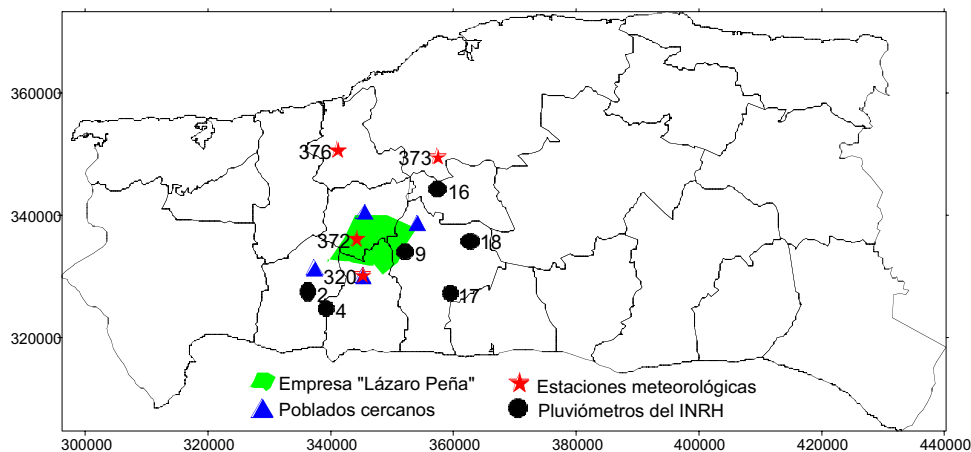 360000
376
373
16
340000
372
18
9
320
2
17
4
320000
Empresa "Lázaro Peña"
Estaciones meteorológicas
Poblados cercanos
Pluviómetros del INRH
300000 320000 340000 360000 380000 400000 420000 440000